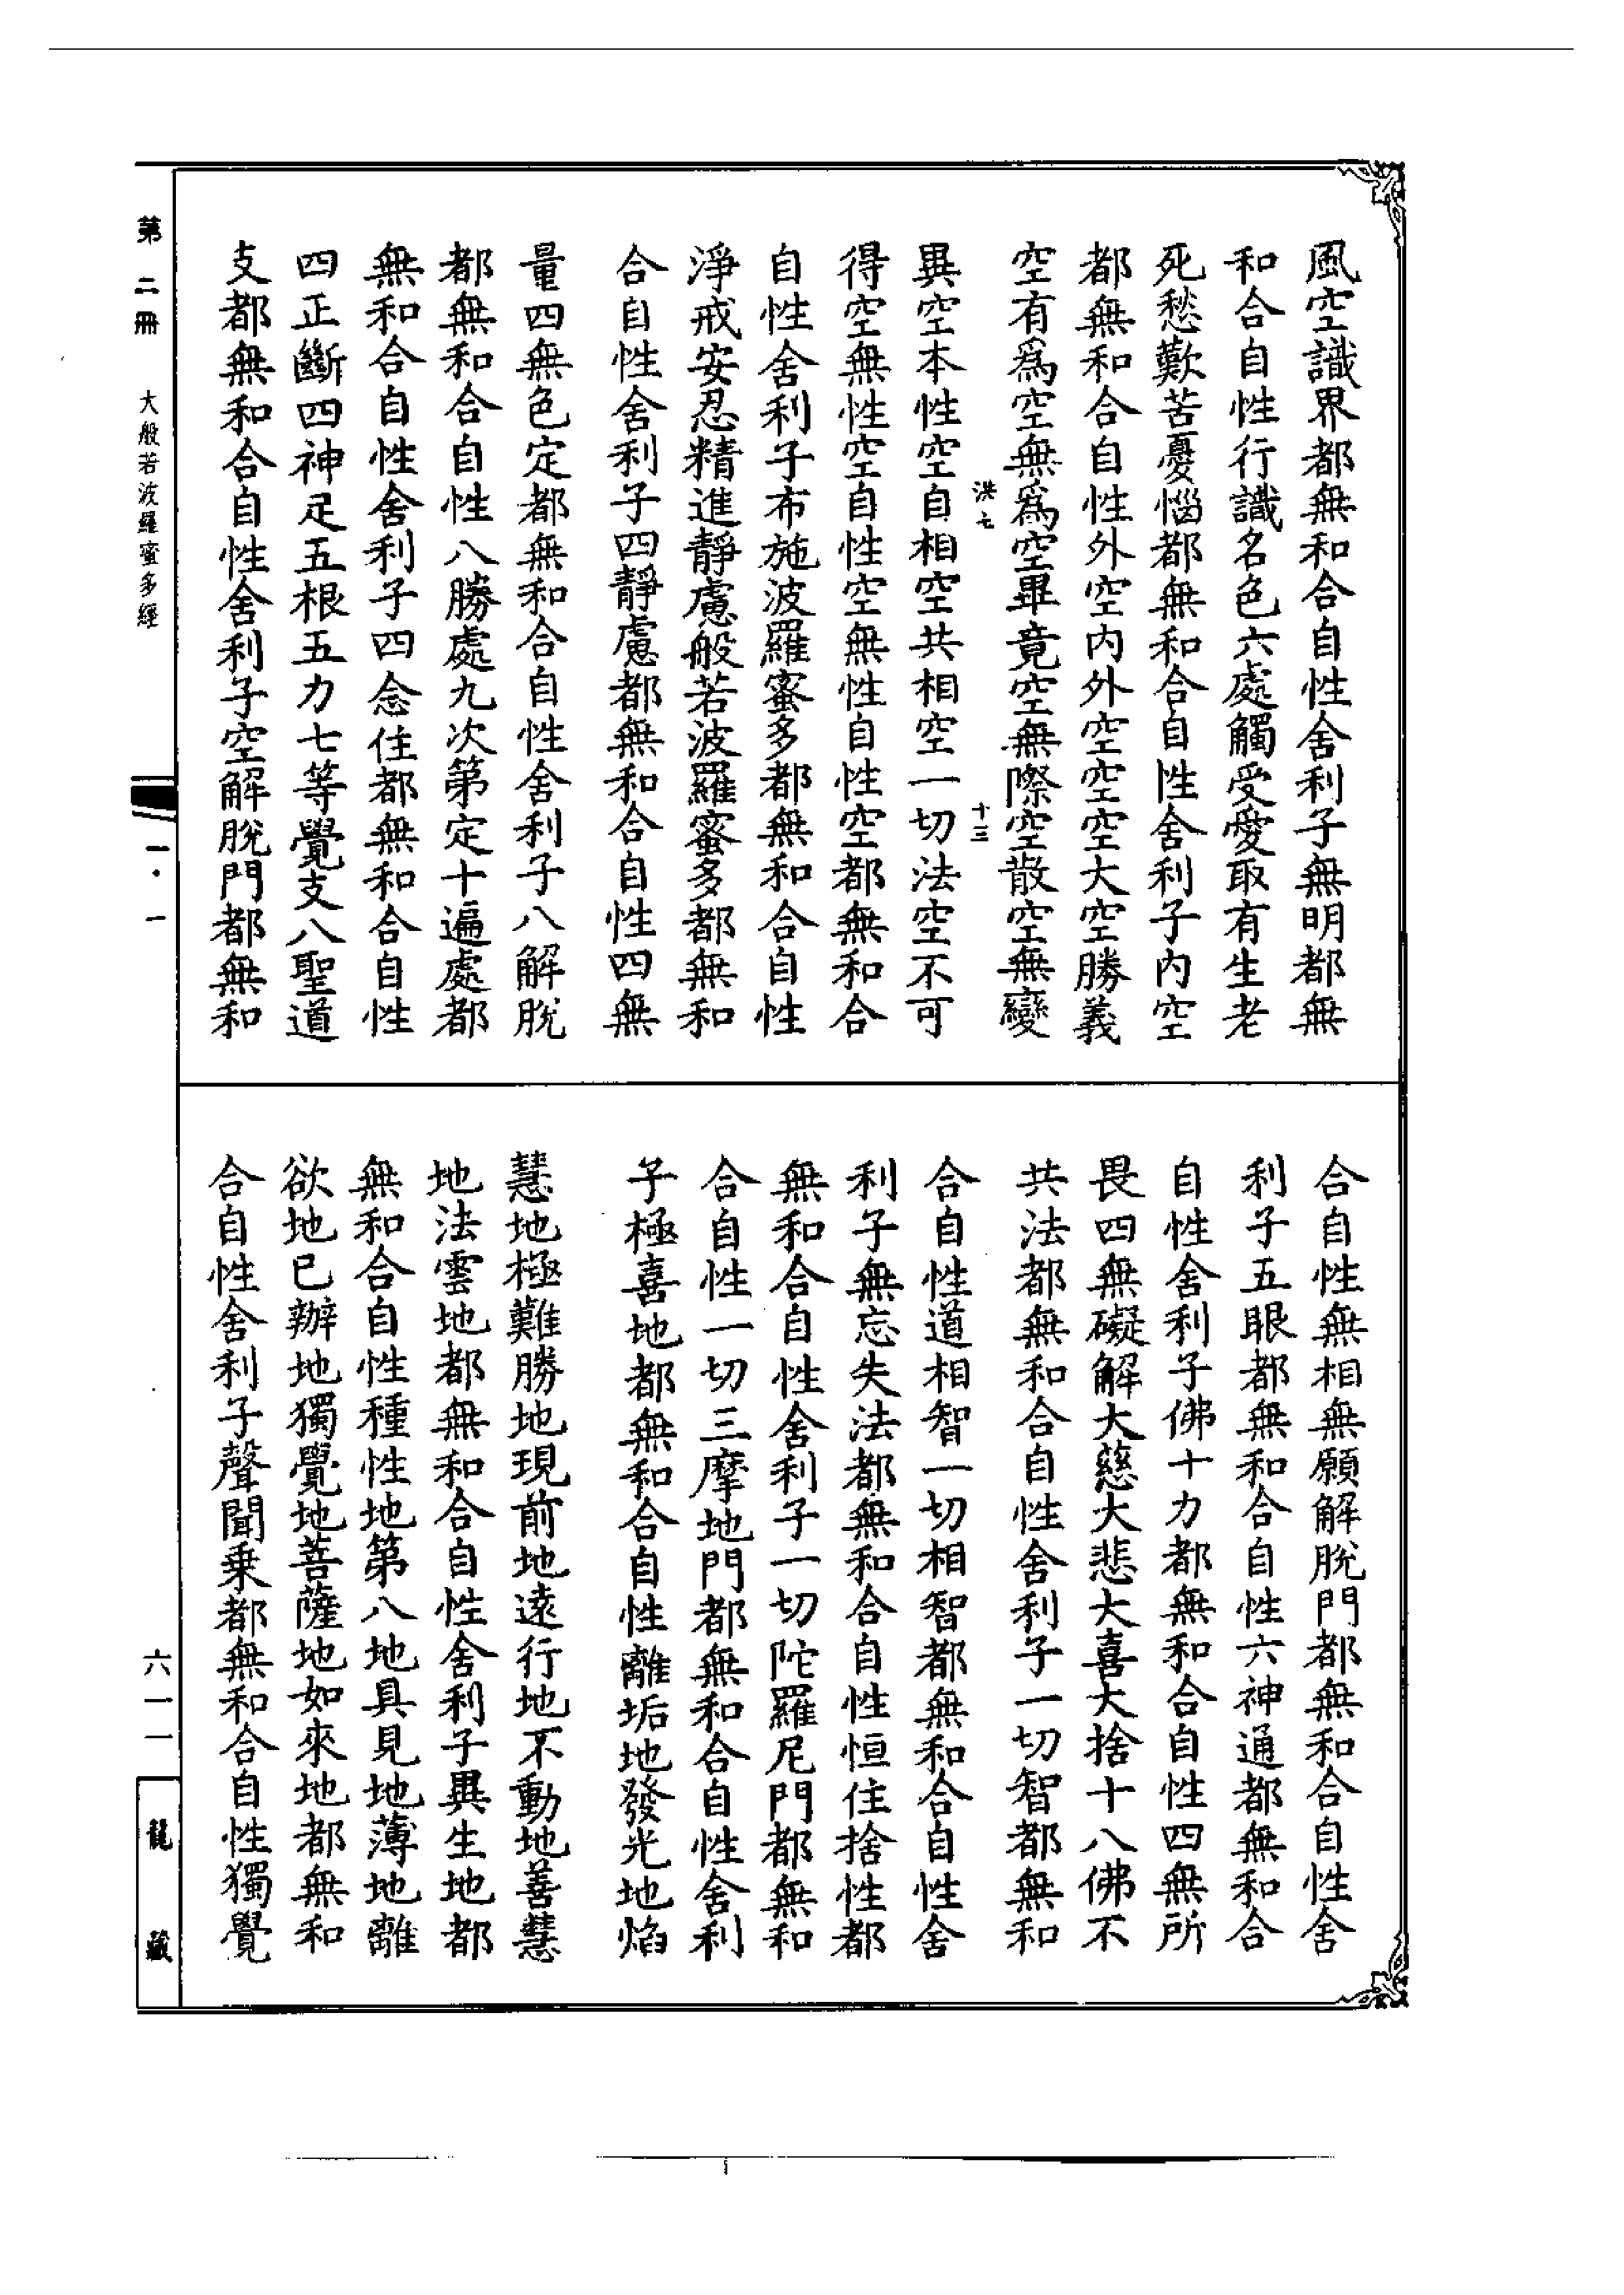 風空識界都無和合自性舍利子無明都無
和合自性行識名色六處觸受愛取有生老
死愁歎苦憂惱都無和合自性舍利子內空
都無和合自性外空內外空空空大空勝義
空有為空無為空畢竟空無際空散空無變
洪七
十三
異空本性空自相空共相空一切法空不可
得空無性空自性空無性自性空都無和合
自性舍利子布施波羅蜜多都無和合自性
淨戒安忍精進靜慮般若波羅蜜多都無和
合自性舍利子四靜慮都無和合自性四無
量四無色定都無和合自性舍利子八解脫
都無和合自性八勝處九次第定十遍處都
無和合自性舍利子四念住都無和合自性
四正斷四神足五根五力七等覺支八聖道
支都無和合自性舍利子空解脫門都無和
合自性無相無願解脫門都無和合自性舍
利子五眼都無和合自性六神通都無和合
自性舍利子佛十力都無和合自性四無所
畏四無礙解大慈大悲大喜大捨十八佛不
共法都無和合自性舍利子一切智都無和
合自性道相智一切相智都無和合自性舍
利子無忘失法都無和合自性恒住捨性都
無和合自性舍利子一切陀羅尼門都無和
合自性一切三摩地門都無和合自性舍利
子極喜地都無和合自性離垢地發光地焰
慧地極難勝地現前地遠行地不動地善慧
地法雲地都無和合自性舍利子異生地都
無和合自性種性地第八地具見地薄地離
欲地已辦地獨覺地菩薩地如來地都無和
合自性舍利子聲聞乘都無和合自性獨覺
第二冊 大般若波羅蜜多經 一·一 六一一 龍藏